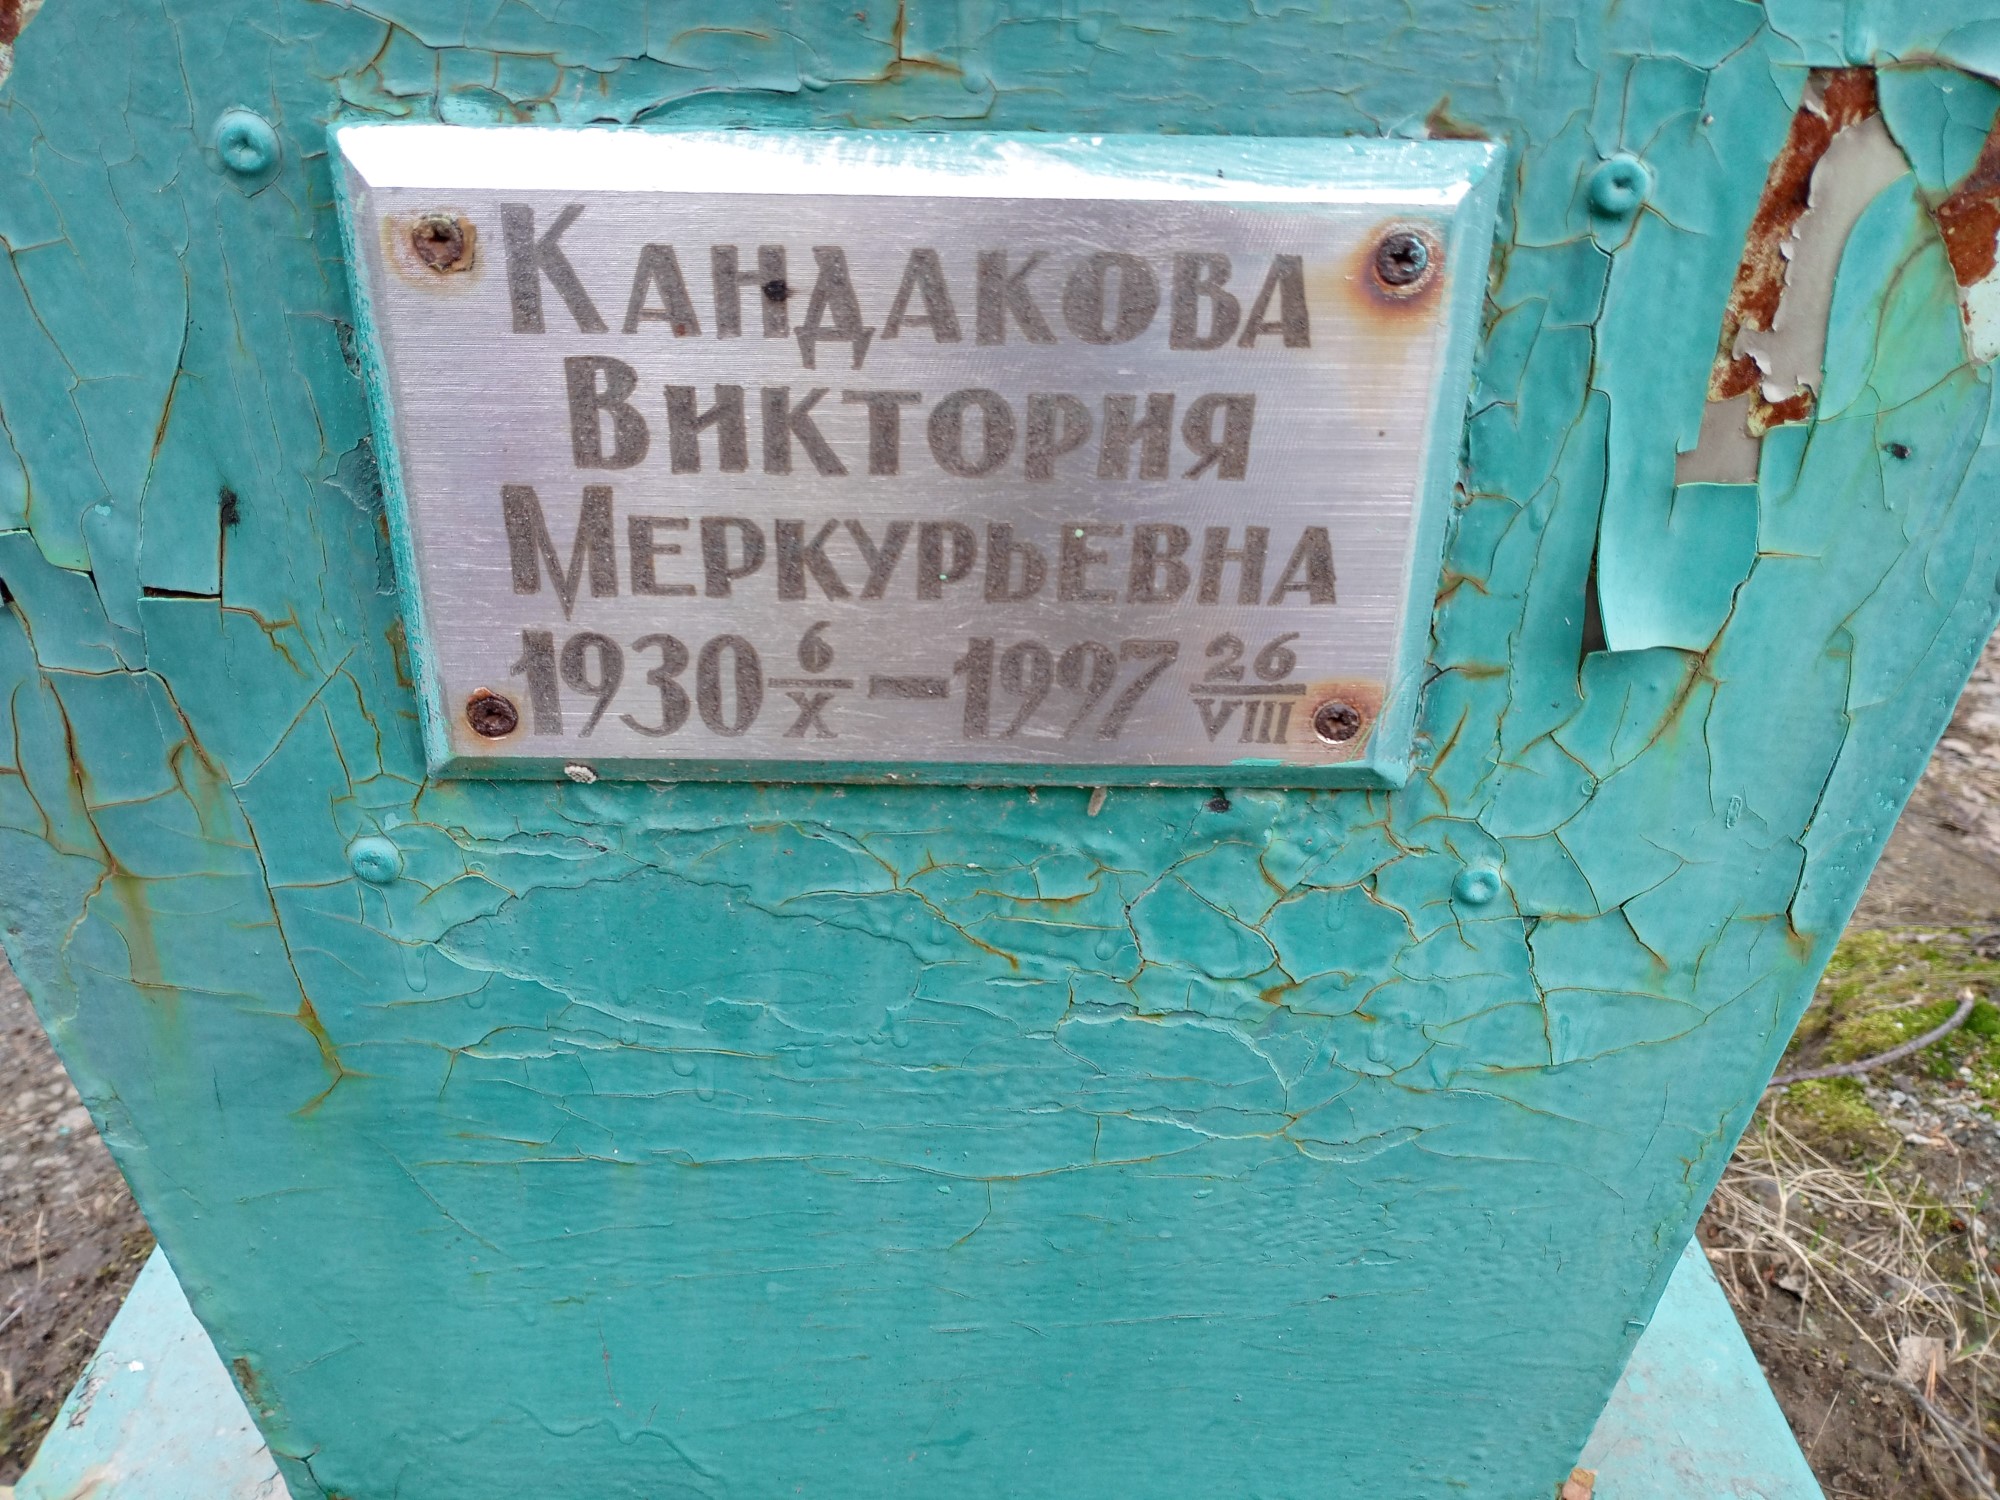 Кандакова
Виктория
Меркурьевна
1930 6/X – 1997 26/VIII